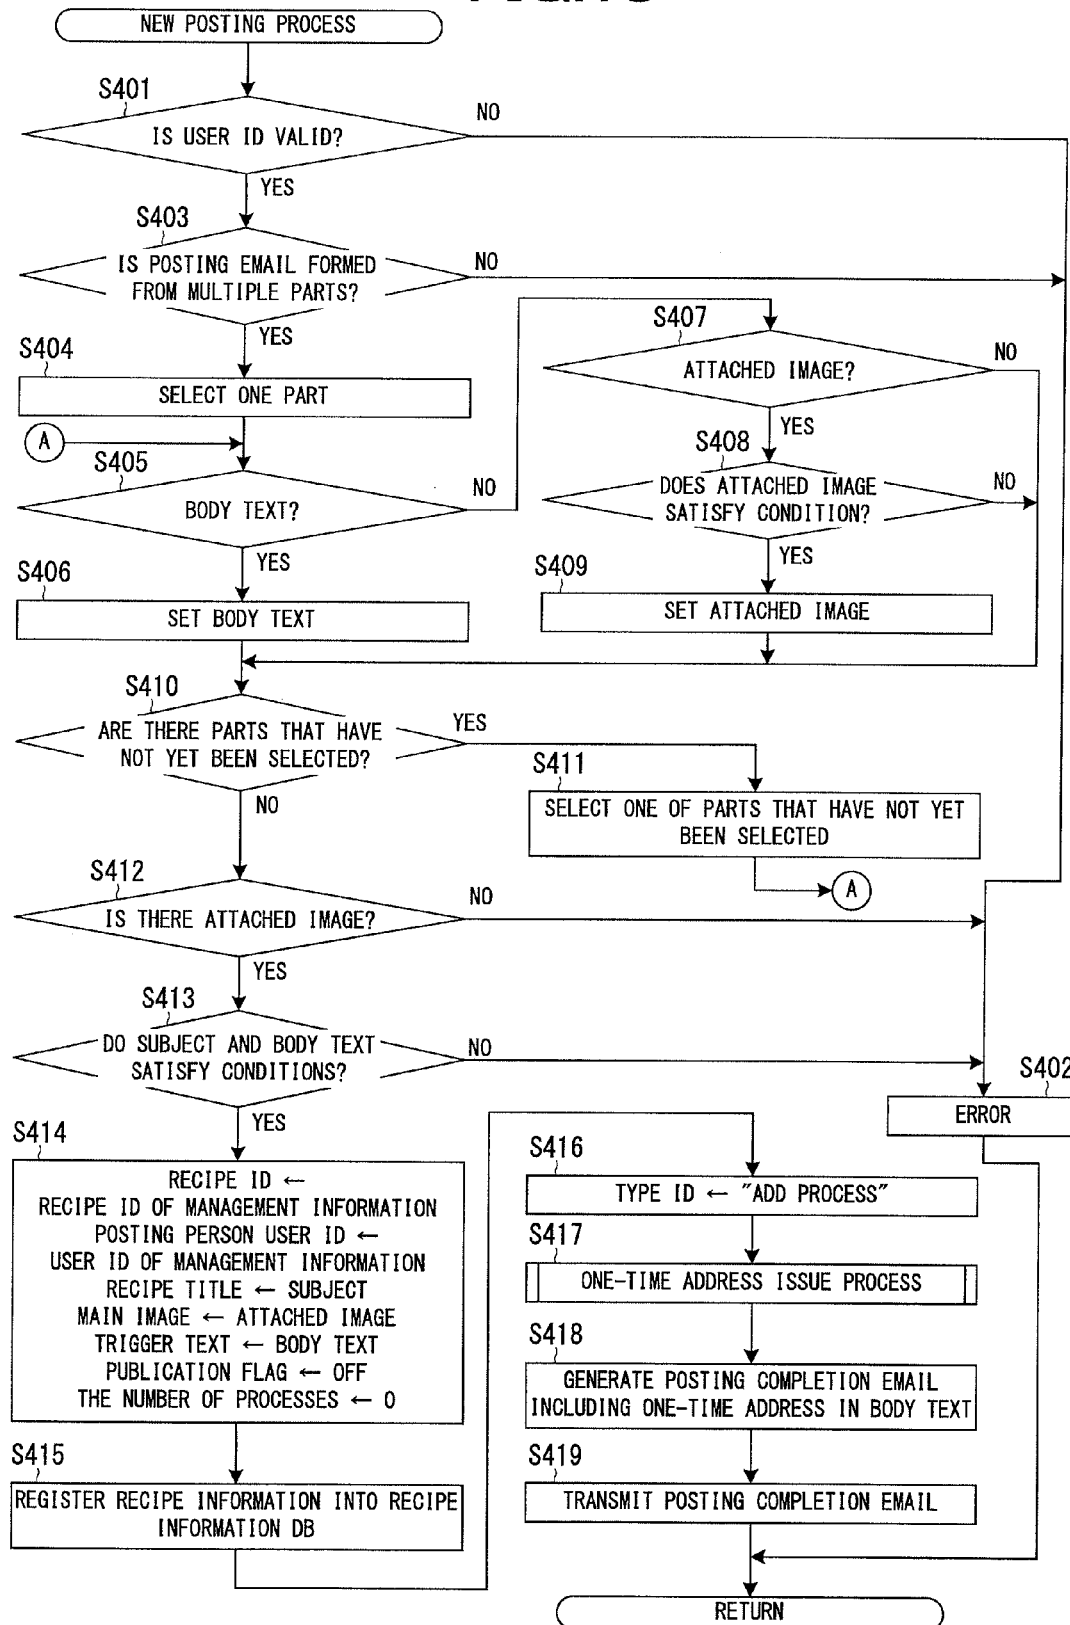 NEW POSTING PROCESS
S401
IS USER ID VALID?
NO
YES
S403
IS POSTING EMAIL FORMED
FROM MULTIPLE PARTS?
NO
YES
S404
SELECT ONE PART
A
S405
BODY TEXT?
NO
YES
S406
SET BODY TEXT
S407
ATTACHED IMAGE?
NO
YES
S408
DOES ATTACHED IMAGE
SATISFY CONDITION?
NO
YES
S409
SET ATTACHED IMAGE
S410
ARE THERE PARTS THAT HAVE
NOT YET BEEN SELECTED?
YES
NO
S411
SELECT ONE OF PARTS THAT HAVE NOT YET
BEEN SELECTED
A
S412
IS THERE ATTACHED IMAGE?
NO
YES
S413
DO SUBJECT AND BODY TEXT
SATISFY CONDITIONS?
NO
YES
S402
ERROR
S414
RECIPE ID ←
RECIPE ID OF MANAGEMENT INFORMATION
POSTING PERSON USER ID ←
USER ID OF MANAGEMENT INFORMATION
RECIPE TITLE ← SUBJECT
MAIN IMAGE ← ATTACHED IMAGE
TRIGGER TEXT ← BODY TEXT
PUBLICATION FLAG ← OFF
THE NUMBER OF PROCESSES ← 0
S415
REGISTER RECIPE INFORMATION INTO RECIPE
INFORMATION DB
S416
TYPE ID ← "ADD PROCESS"
S417
ONE-TIME ADDRESS ISSUE PROCESS
S418
GENERATE POSTING COMPLETION EMAIL
INCLUDING ONE-TIME ADDRESS IN BODY TEXT
S419
TRANSMIT POSTING COMPLETION EMAIL
RETURN